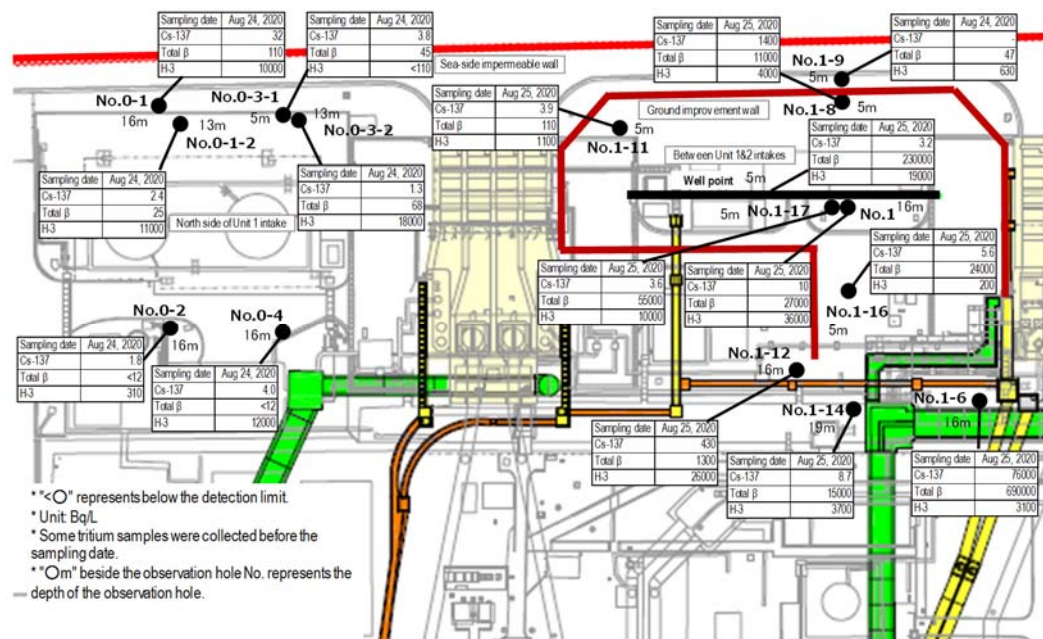 Sampling date Aug 24, 2020
Cs-137 32
Total β 110
H-3 10000
Sampling date Aug 24, 2020
Cs-137 3.8
Total β 45
H-3 <110
Sea-side impermeable wall
Sampling date Aug 25, 2020
Cs-137 1400
Total β 11000
H-3 4000
Sampling date Aug 24, 2020
Cs-137 -
Total β 47
H-3 630
No.0-1
16m
13m
No.0-1-2
No.0-3-1
5m
13m
No.0-3-2
Sampling date Aug 25, 2020
Cs-137 3.9
Total β 110
H-3 1100
5m
No.1-11
Ground improvement wall
No.1-9
5m
5m
No.1-8
Sampling date Aug 25, 2020
Cs-137 3.2
Total β 230000
H-3 19000
Between Unit 1&2 intakes
Well point
5m
Sampling date Aug 24, 2020
Cs-137 2.4
Total β 25
H-3 11000
North side of Unit 1 intake
Sampling date Aug 24, 2020
Cs-137 1.3
Total β 68
H-3 18000
5m
No.1-17
No.1
16m
Sampling date Aug 25, 2020
Cs-137 5.6
Total β 24000
H-3 200
Sampling date Aug 25, 2020
Cs-137 3.6
Total β 55000
H-3 10000
Sampling date Aug 25, 2020
Cs-137 10
Total β 27000
H-3 36000
No.1-16
5m
No.0-2
16m
No.0-4
16m
Sampling date Aug 24, 2020
Cs-137 1.8
Total β <12
H-3 310
Sampling date Aug 24, 2020
Cs-137 4.0
Total β <12
H-3 12000
No.1-12
16m
No.1-14
19m
No.1-6
16m
Sampling date Aug 25, 2020
Cs-137 430
Total β 1300
H-3 26000
Sampling date Aug 25, 2020
Cs-137 8.7
Total β 15000
H-3 3700
Sampling date Aug 25, 2020
Cs-137 76000
Total β 690000
H-3 3100
* "<〇" represents below the detection limit.
* Unit: Bq/L
* Some tritium samples were collected before the
sampling date.
* "〇m" beside the observation hole No. represents the
depth of the observation hole.